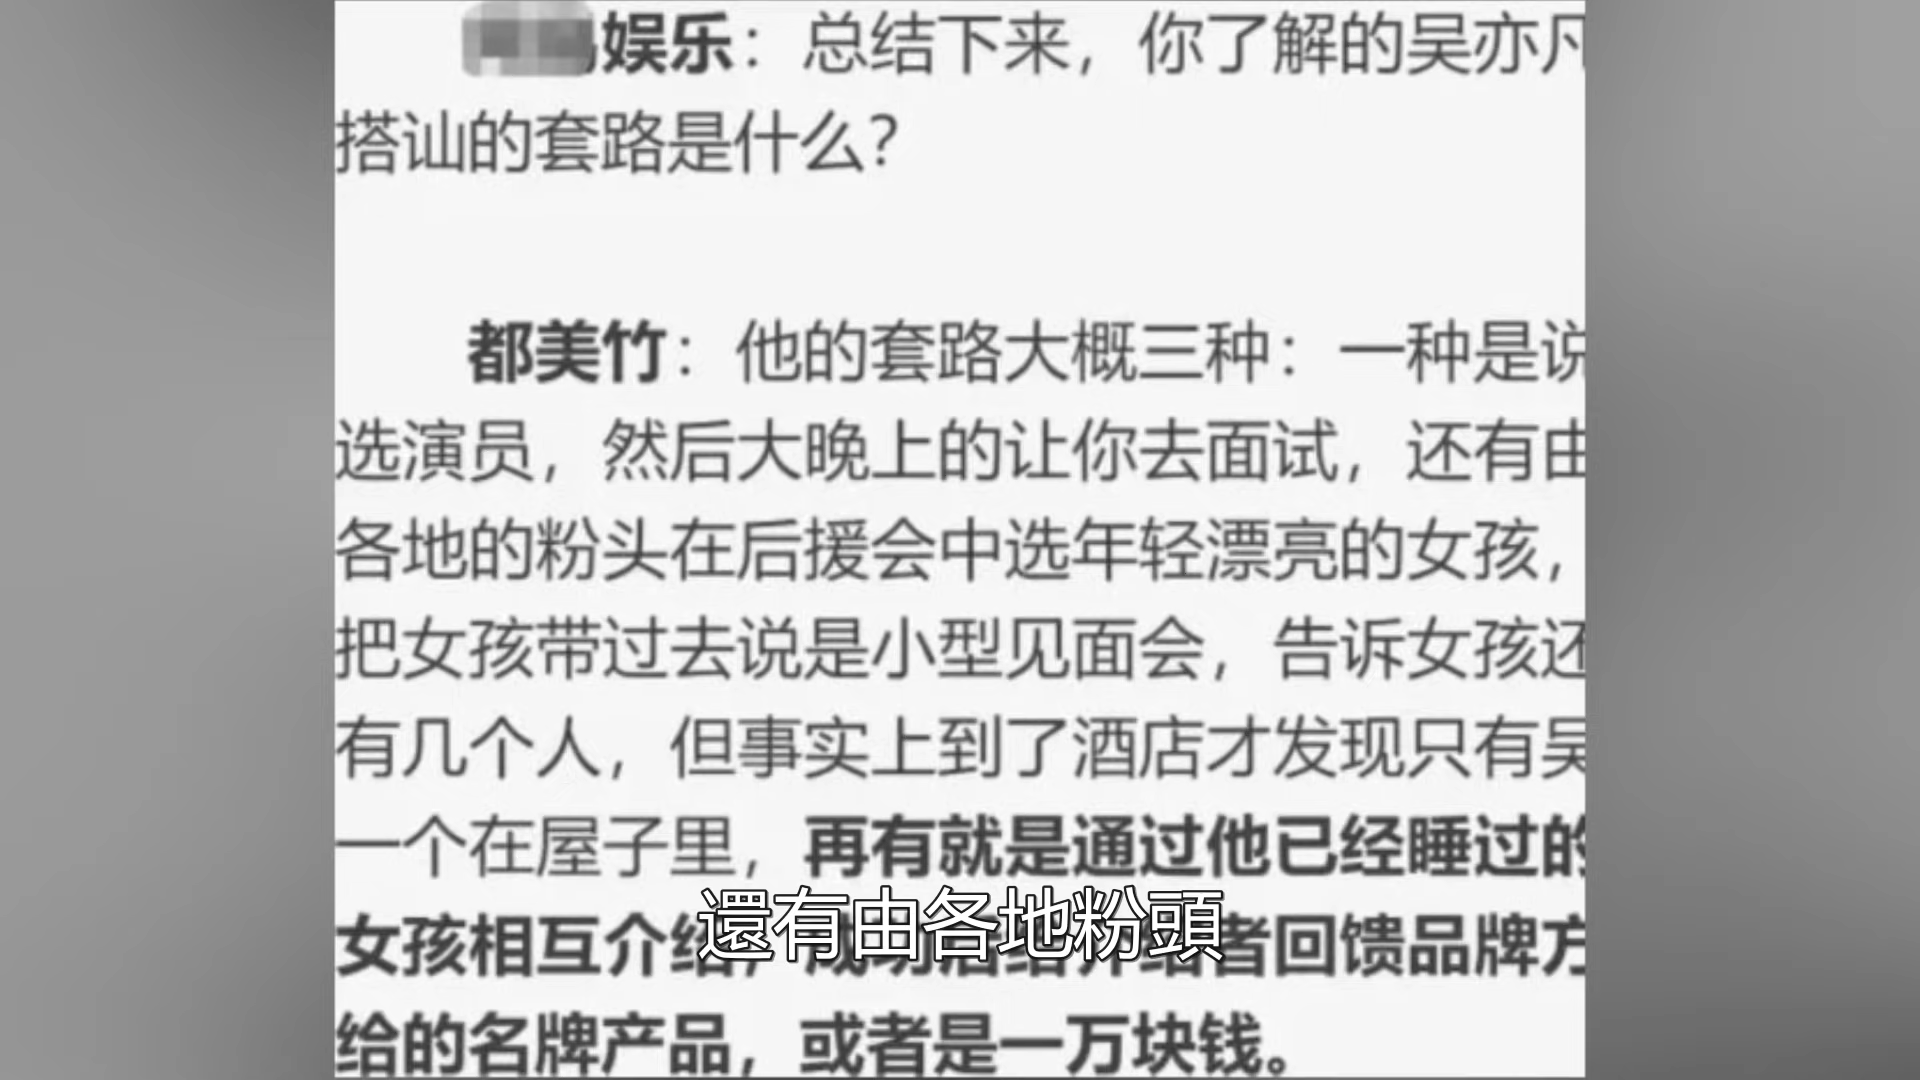 娱乐：总结下来，你了解的吴亦凡
搭讪的套路是什么？
都美竹：他的套路大概三种：一种是说
选演员，然后大晚上的让你去面试，还有由
各地的粉头在后援会中选年轻漂亮的女孩，
把女孩带过去说是小型见面会，告诉女孩还
有几个人，但事实上到了酒店才发现只有吴
一个在屋子里，再有就是通过他已经睡过的
女孩相互介绍，成功后给介绍者回馈品牌方
给的名牌产品，或者是一万块钱。
還有由各地粉頭